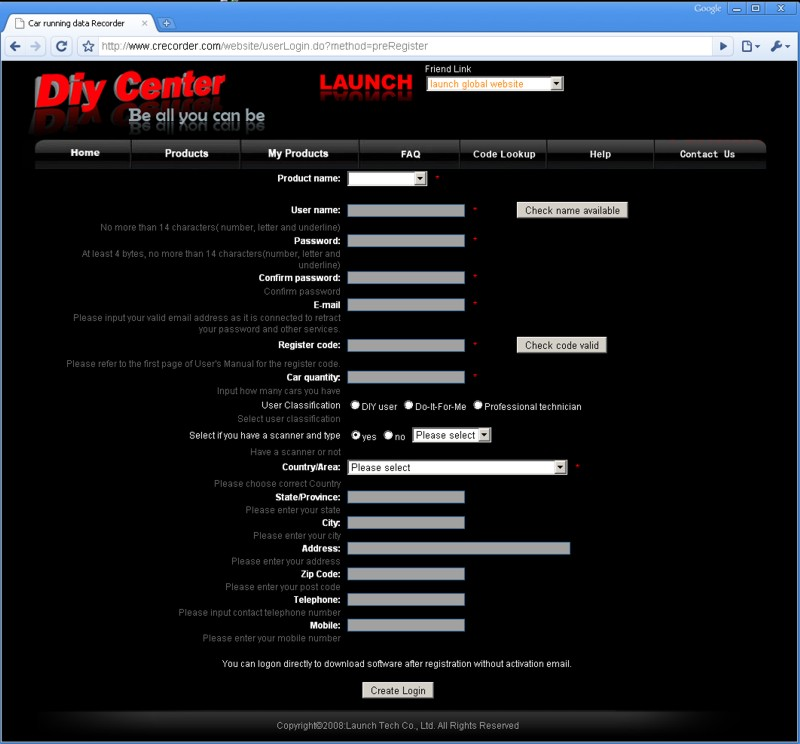 Google
Car running data Recorder
http://www.crecorder.com/website/userLogin.do?method=preRegister
Diy Center
Be all you can be
LAUNCH
Friend Link
launch global website
Home Products My Products FAQ Code Lookup Help Contact Us
Product name: *
User name: * Check name available
No more than 14 characters( number, letter and underline)
Password: *
At least 4 bytes, no more than 14 characters(number, letter and
underline)
Confirm password: *
Confirm password
E-mail *
Please input your valid email address as it is connected to retract
your password and other services.
Register code: * Check code valid
Please refer to the first page of User's Manual for the register code.
Car quantity: *
Input how many cars you have
User Classification DIY user Do-It-For-Me Professional technician
Select user classification
Select if you have a scanner and type yes no Please select
Have a scanner or not
Country/Area: Please select *
Please choose correct Country
State/Province:
Please enter your state
City:
Please enter your city
Address:
Please enter your address
Zip Code:
Please enter your post code
Telephone:
Please input contact telephone number
Mobile:
Please enter your mobile number
You can logon directly to download software after registration without activation email.
Create Login
Copyright©2008:Launch Tech Co., Ltd. All Rights Reserved